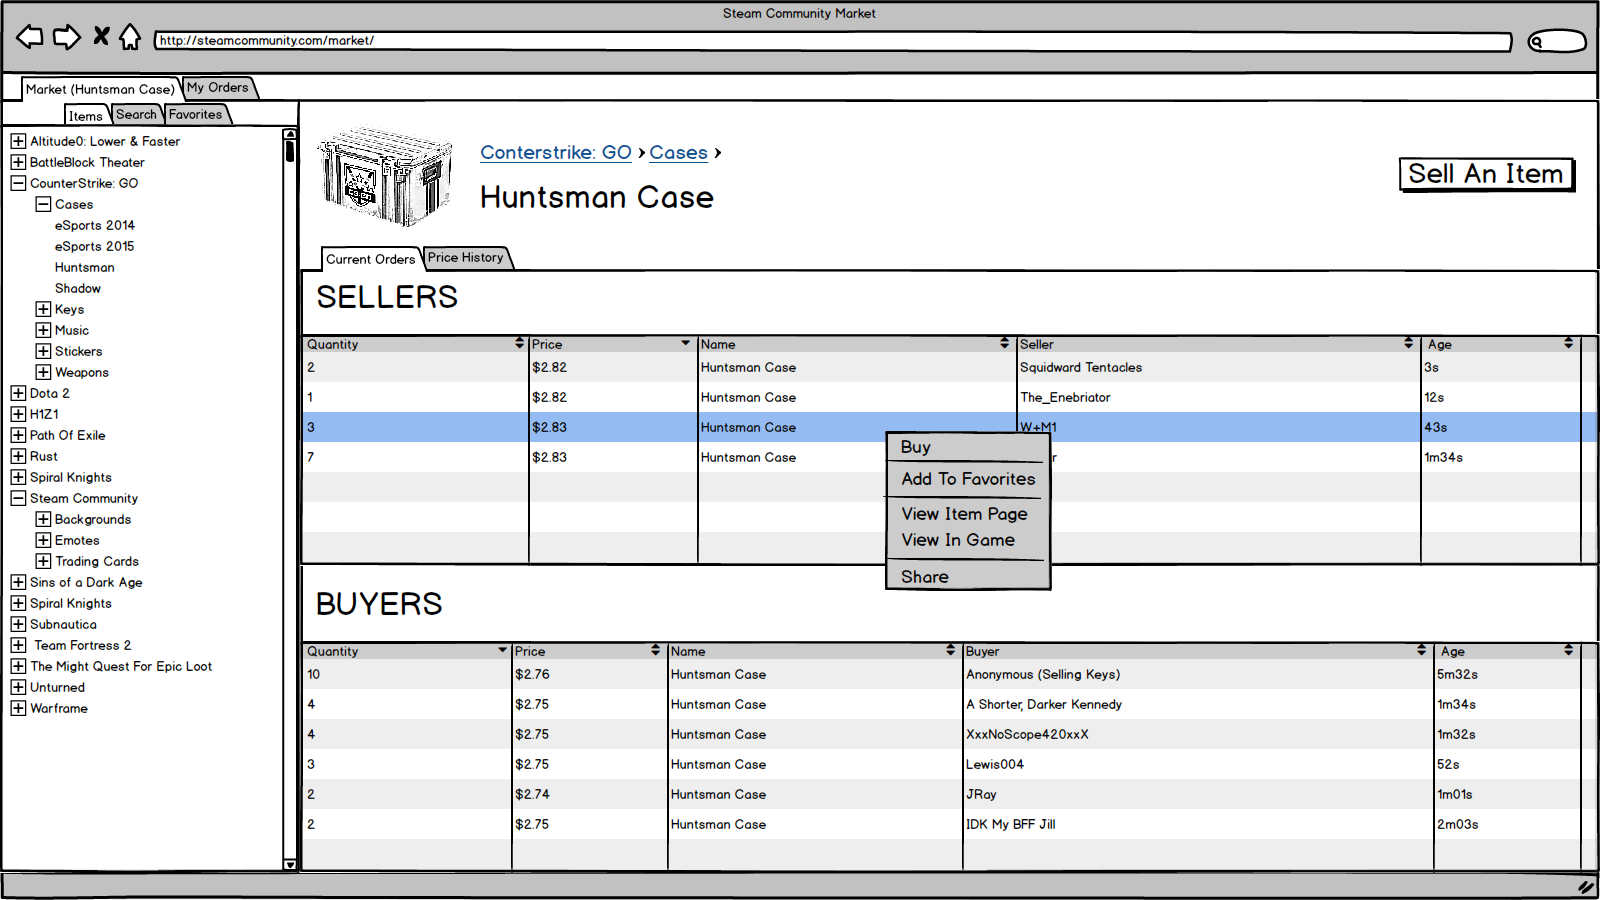 Steam Community Market
http://steamcommunity.com/market/
Market (Huntsman Case) My Orders
Items Search Favorites
Altitude0: Lower & Faster
BattleBlock Theater
CounterStrike: GO
Cases
eSports 2014
eSports 2015
Huntsman
Shadow
Keys
Music
Stickers
Weapons
Dota 2
H1Z1
Path Of Exile
Rust
Spiral Knights
Steam Community
Backgrounds
Emotes
Trading Cards
Sins of a Dark Age
Spiral Knights
Subnautica
Team Fortress 2
The Might Quest For Epic Loot
Unturned
Warframe
Conterstrike: GO › Cases ›
Huntsman Case
Sell An Item
Current Orders Price History
SELLERS
Quantity Price Name Seller Age
2 $2.82 Huntsman Case Squidward Tentacles 3s
1 $2.82 Huntsman Case The_Enebriator 12s
3 $2.83 Huntsman Case W+M1 43s
7 $2.83 Huntsman Case r 1m34s
Buy
Add To Favorites
View Item Page
View In Game
Share
BUYERS
Quantity Price Name Buyer Age
10 $2.76 Huntsman Case Anonymous (Selling Keys) 5m32s
4 $2.75 Huntsman Case A Shorter, Darker Kennedy 1m34s
4 $2.75 Huntsman Case XxxNoScope420xxX 1m32s
3 $2.75 Huntsman Case Lewis004 52s
2 $2.74 Huntsman Case JRay 1m01s
2 $2.75 Huntsman Case IDK My BFF Jill 2m03s